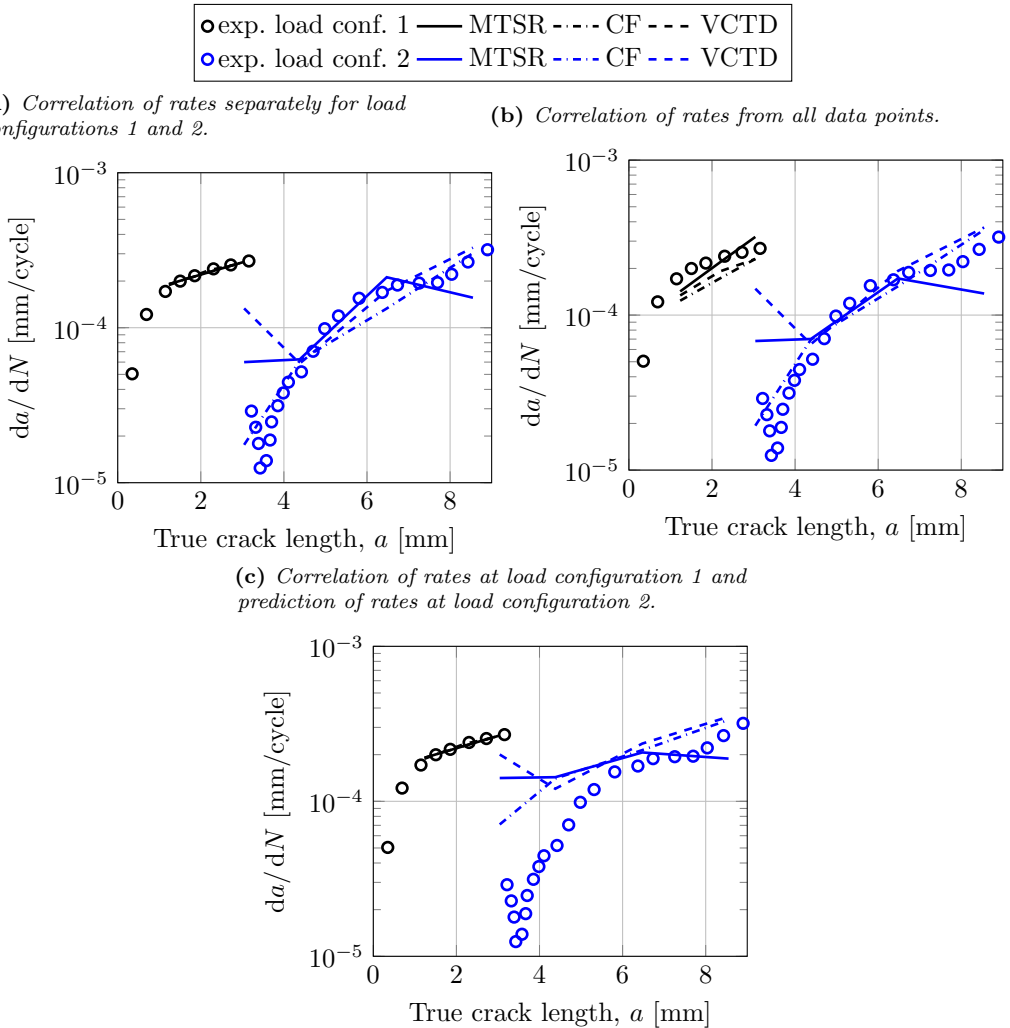 exp. load conf. 1 MTSR CF VCTD
exp. load conf. 2 MTSR CF VCTD
) Correlation of rates separately for load
nfigurations 1 and 2.
(b) Correlation of rates from all data points.
10⁻³
10⁻⁴
10⁻⁵
da/ dN [mm/cycle]
0 2 4 6 8
True crack length, a [mm]
10⁻³
10⁻⁴
10⁻⁵
da/ dN [mm/cycle]
0 2 4 6 8
True crack length, a [mm]
(c) Correlation of rates at load configuration 1 and
prediction of rates at load configuration 2.
10⁻³
10⁻⁴
10⁻⁵
da/ dN [mm/cycle]
0 2 4 6 8
True crack length, a [mm]